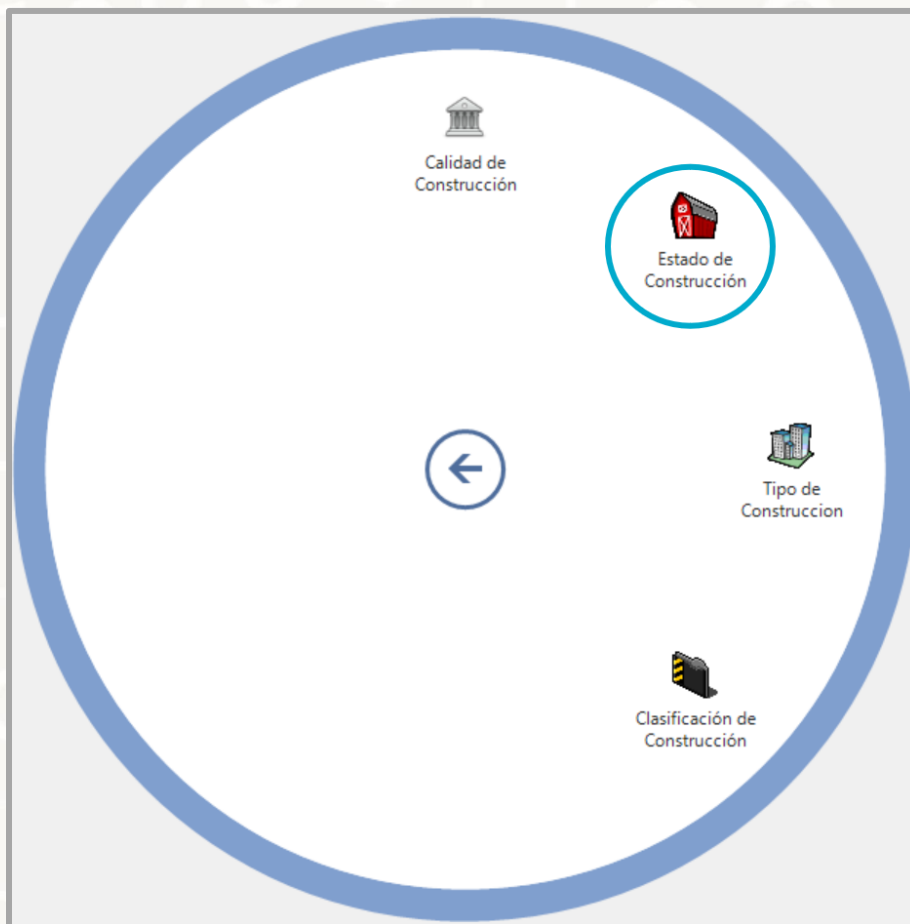 Calidad de
Construcción
Estado de
Construcción
Tipo de
Construccion
Clasificación de
Construcción